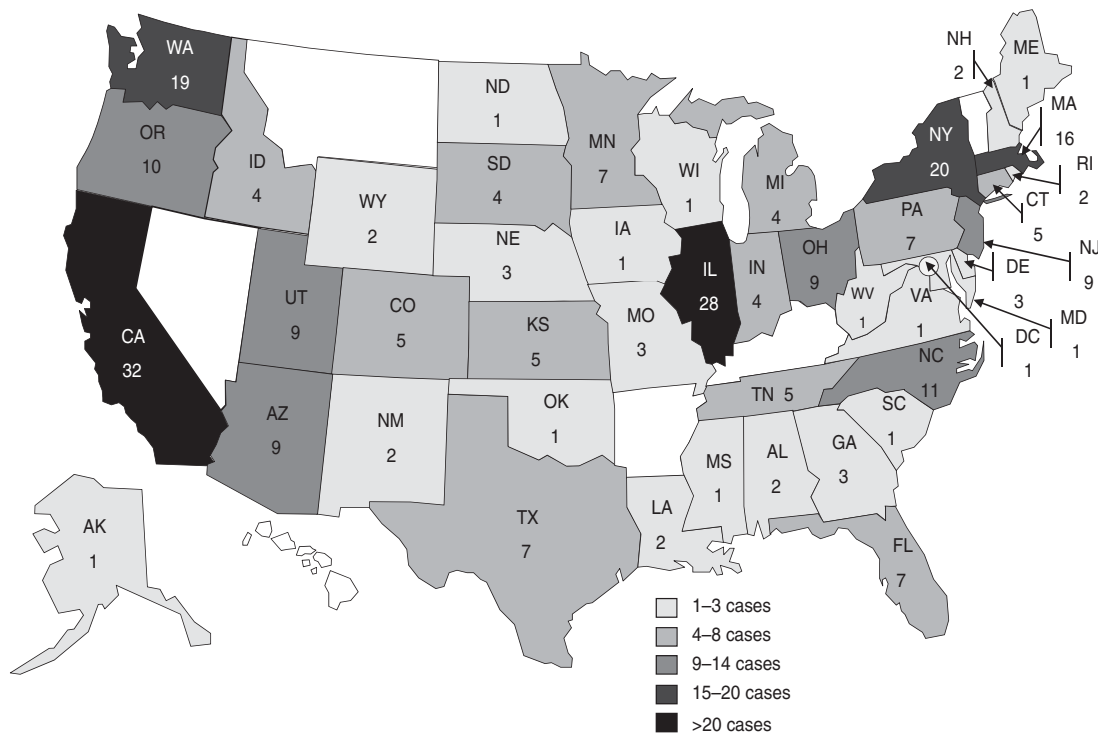 WA
19
OR
10
ID
4
CA
32
UT
9
AZ
9
WY
2
CO
5
NM
2
ND
1
SD
4
NE
3
KS
5
OK
1
TX
7
MN
7
IA
1
MO
3
LA
2
WI
1
IL
28
MI
4
IN
4
OH
9
TN 5
MS
1
AL
2
GA
3
FL
7
SC
1
NC
11
VA
1
WV
1
PA
7
NY
20
NH
2
ME
1
MA
16
RI
2
CT
5
NJ
9
DE
3
MD
1
DC
1
AK
1
1–3 cases
4–8 cases
9–14 cases
15–20 cases
>20 cases